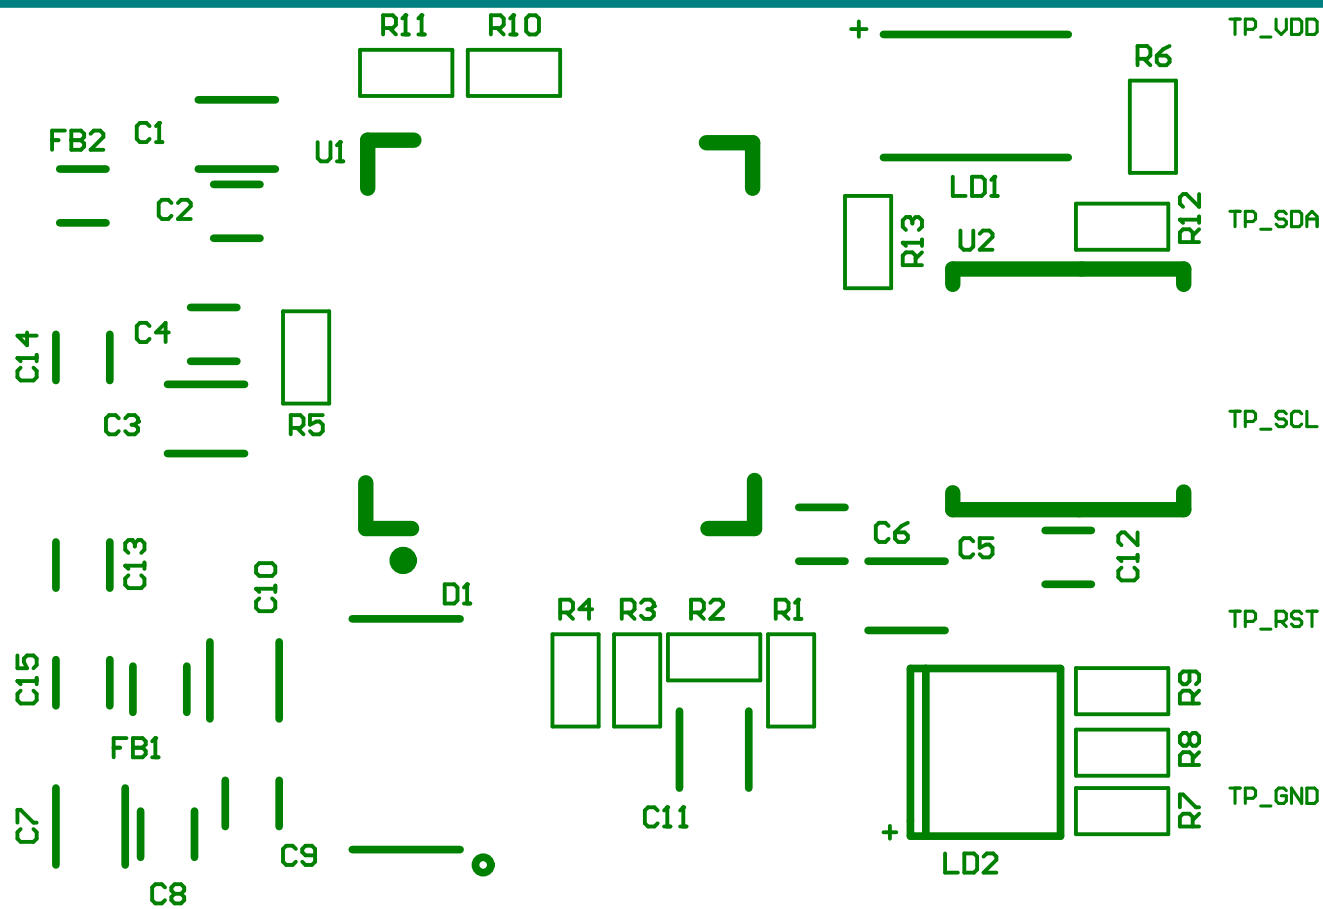 R11
R10
+
TP_VDD
R6
FB2
C1
U1
LD1
C2
R13
U2
R12
TP_SDA
C14
C4
C3
R5
TP_SCL
C6
C5
C12
C13
C10
D1
R4
R3
R2
R1
TP_RST
C15
R9
FB1
R8
C7
C11
R7
TP_GND
+
C9
LD2
C8